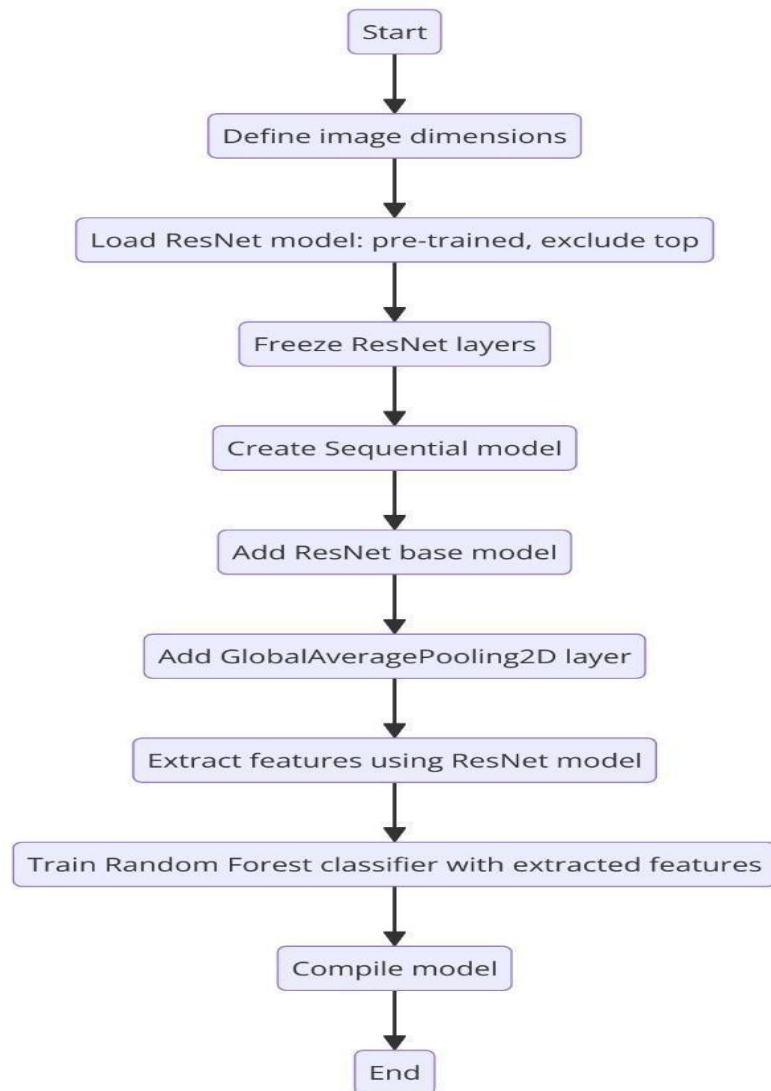 Start
Define image dimensions
Load ResNet model: pre-trained, exclude top
Freeze ResNet layers
Create Sequential model
Add ResNet base model
Add GlobalAveragePooling2D layer
Extract features using ResNet model
Train Random Forest classifier with extracted features
Compile model
End